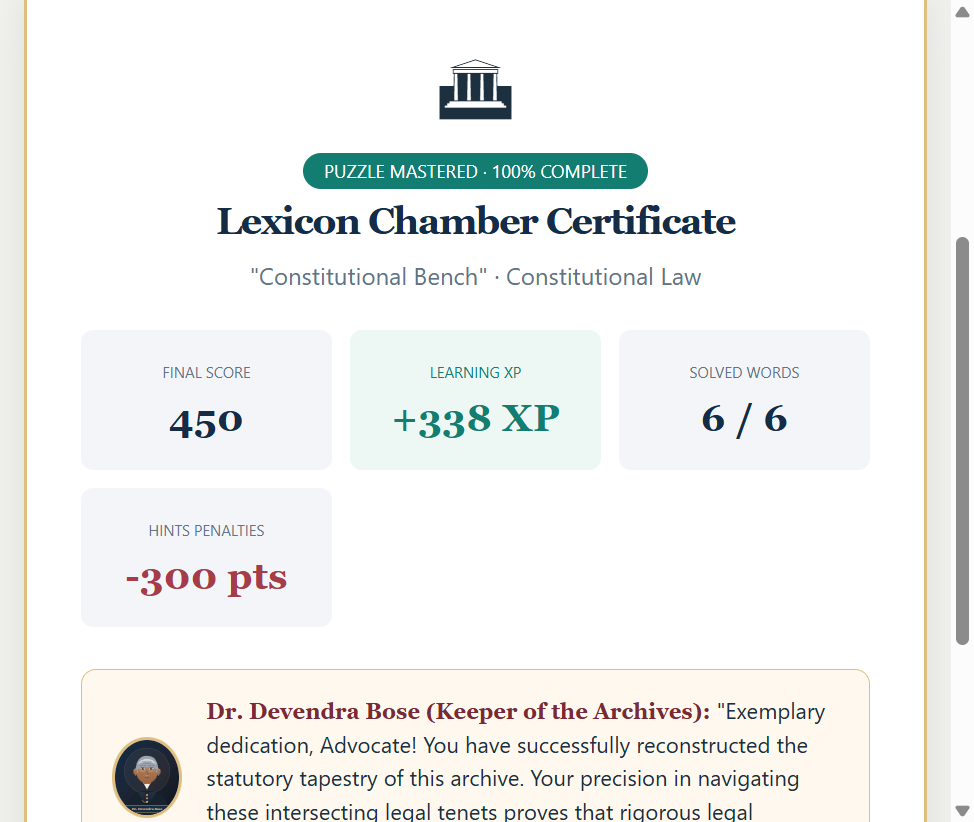 PUZZLE MASTERED · 100% COMPLETE
Lexicon Chamber Certificate
"Constitutional Bench" · Constitutional Law
FINAL SCORE
450
LEARNING XP
+338 XP
SOLVED WORDS
6 / 6
HINTS PENALTIES
-300 pts
Dr. Devendra Bose (Keeper of the Archives): "Exemplary
dedication, Advocate! You have successfully reconstructed the
statutory tapestry of this archive. Your precision in navigating
these intersecting legal tenets proves that rigorous legal